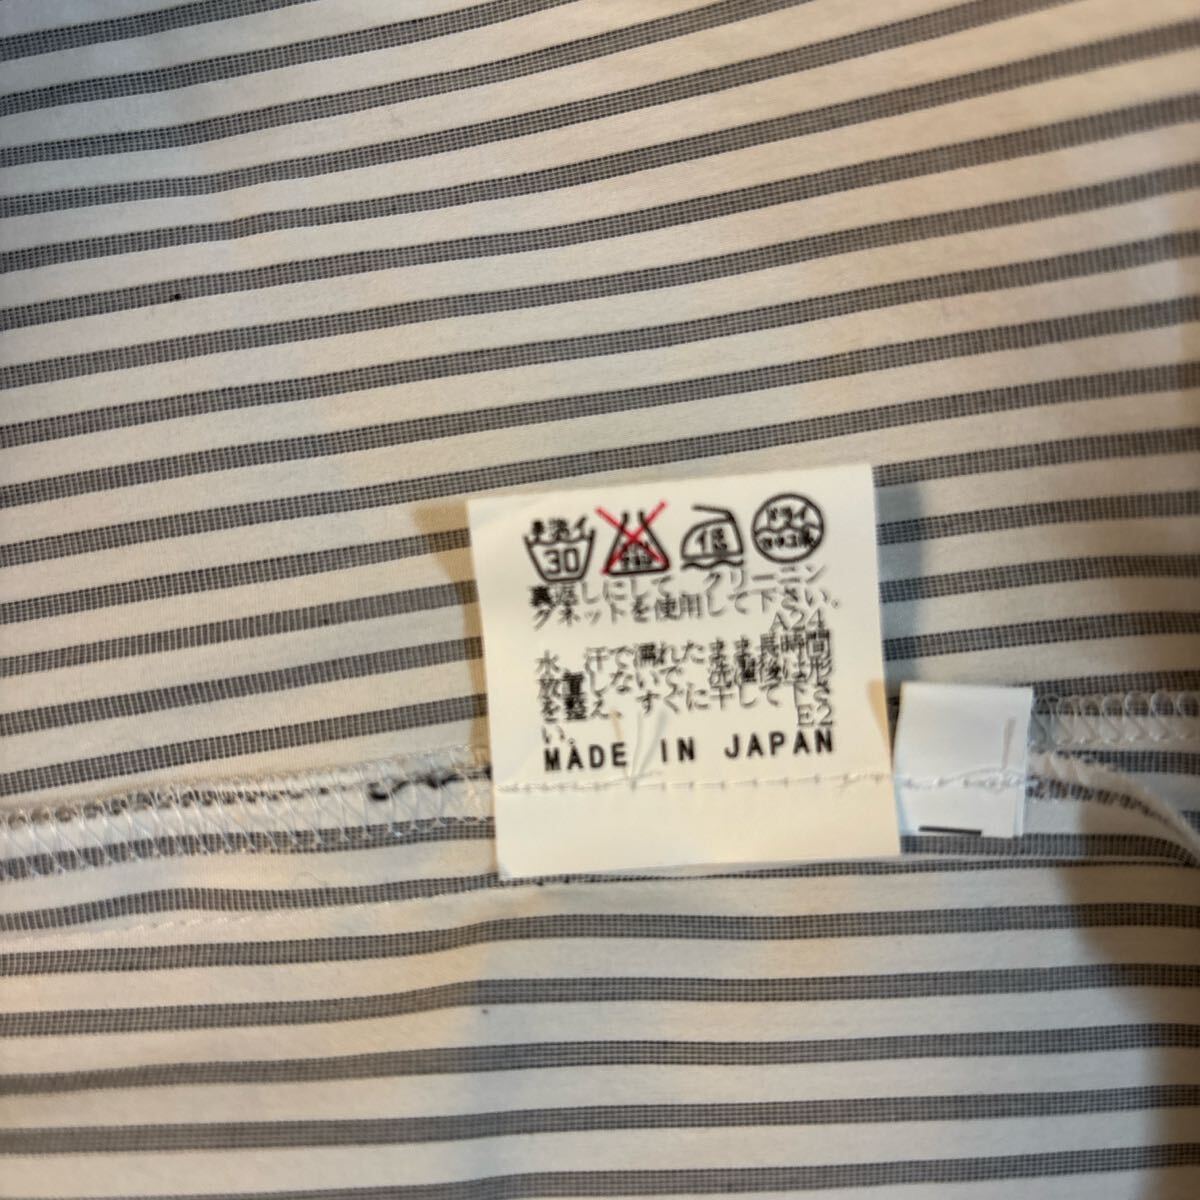 手洗イ
30
ドライ
裏返しにして クリーニン
グネットを使用して下さい。
A24
水、汗で濡れたまま長時間
放置しないで、洗濯後は形
を整え、すぐに干して下さ
い。
E2
MADE IN JAPAN